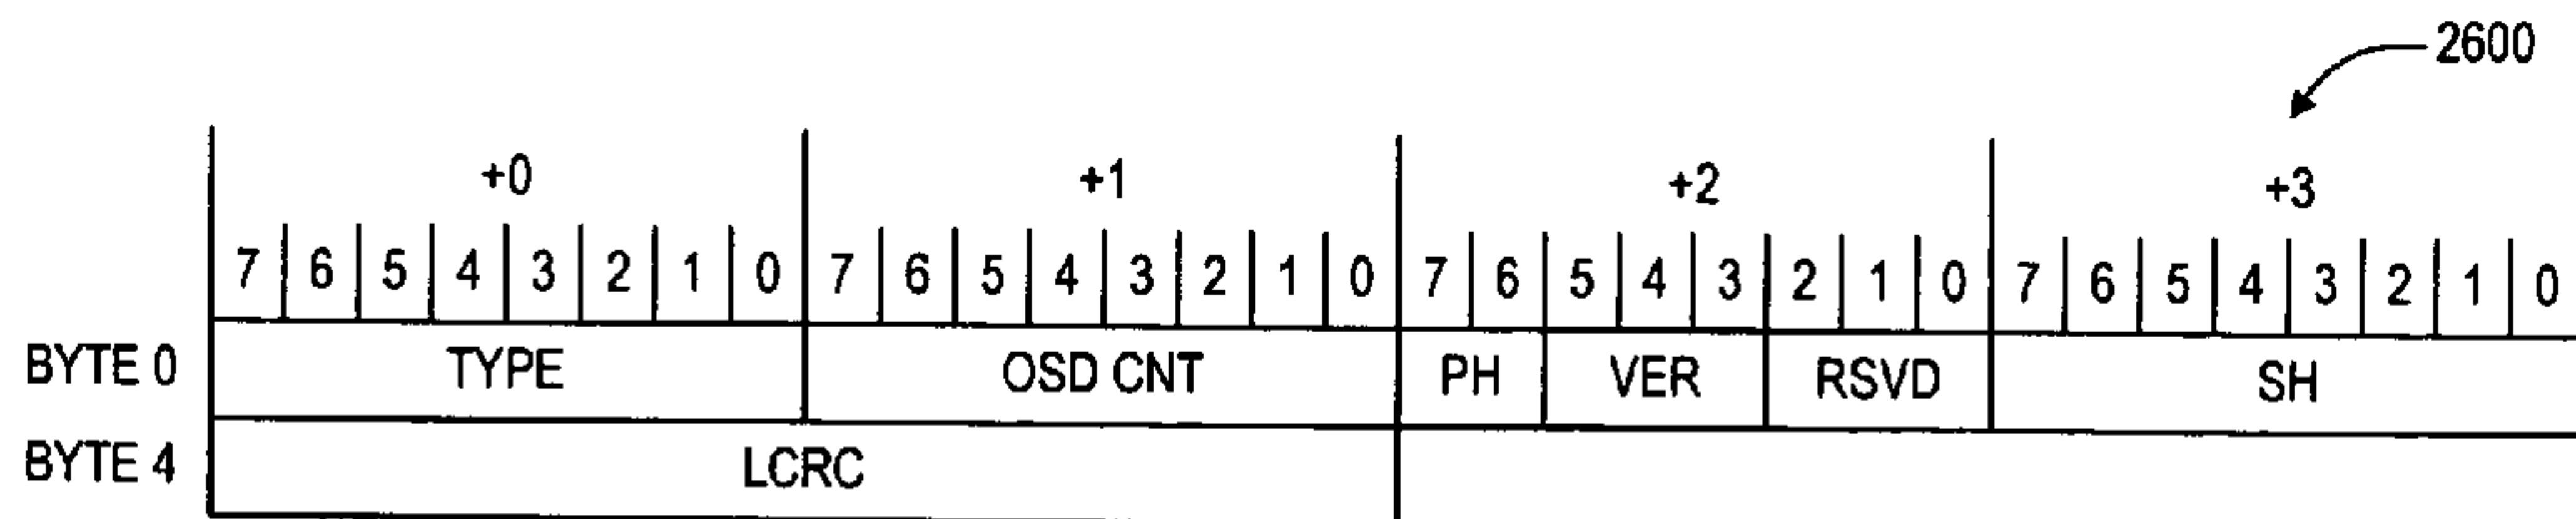 2600
+0 +1 +2 +3
7 6 5 4 3 2 1 0 7 6 5 4 3 2 1 0 7 6 5 4 3 2 1 0 7 6 5 4 3 2 1 0
BYTE 0 TYPE OSD CNT PH VER RSVD SH
BYTE 4 LCRC